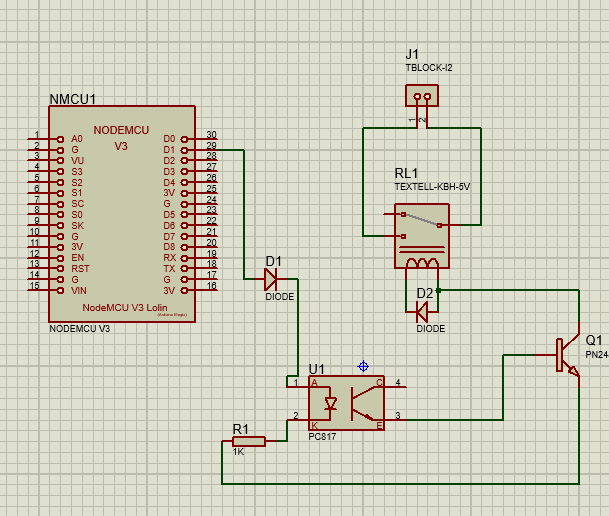 J1
TBLOCK-I2
1 2
NMCU1
NODEMCU
V3
1 A0 D0 30
2 G D1 29
3 VU D2 28
4 S3 D3 27
5 S2 D4 26
6 S1 3V 25
7 SC G 24
8 S0 D5 23
9 SK D6 22
10 G D7 21
11 3V D8 20
12 EN RX 19
13 RST TX 18
14 G G 17
15 VIN 3V 16
NodeMCU V3 Lolin
NODEMCU V3
RL1
TEXTELL-KBH-5V
D1
DIODE
D2
DIODE
Q1
PN24
U1
1 A C 4
2 K E 3
PC817
R1
1K